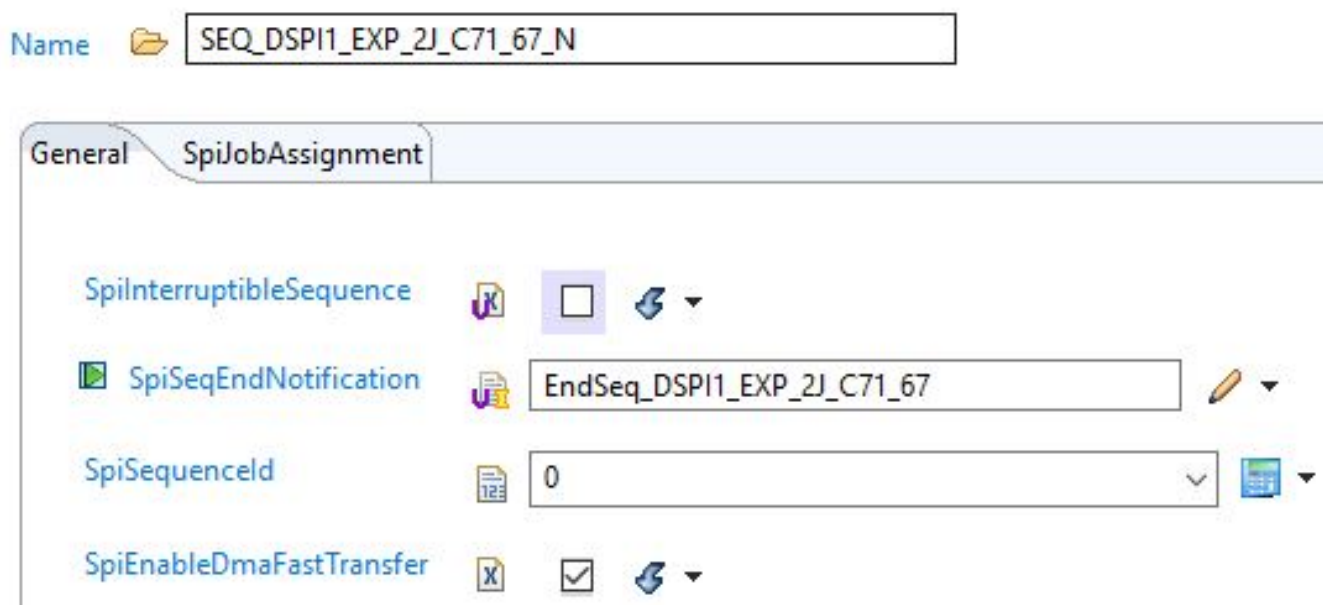 Name SEQ_DSPI1_EXP_2J_C71_67_N
General SpiJobAssignment
SpiInterruptibleSequence
SpiSeqEndNotification EndSeq_DSPI1_EXP_2J_C71_67
SpiSequenceId 0
SpiEnableDmaFastTransfer